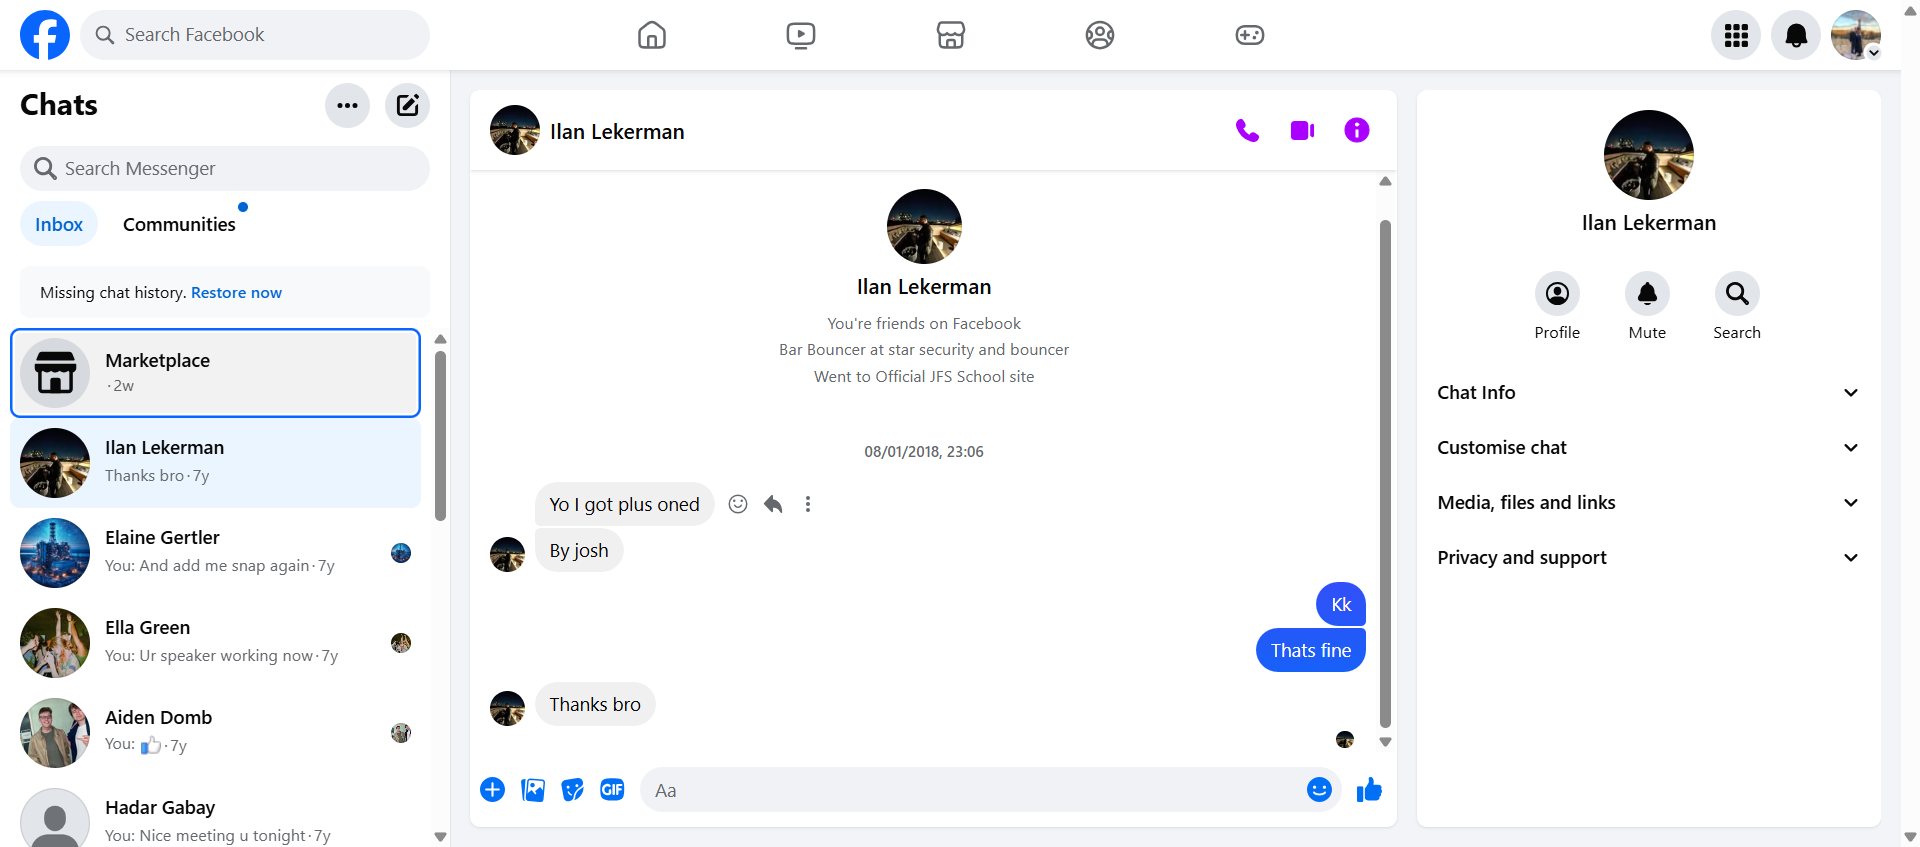 Search Facebook
Chats
Search Messenger
Inbox
Communities
Missing chat history. Restore now
Marketplace
· 2w
Ilan Lekerman
Thanks bro · 7y
Elaine Gertler
You: And add me snap again · 7y
Ella Green
You: Ur speaker working now · 7y
Aiden Domb
You: 👍 · 7y
Hadar Gabay
You: Nice meeting u tonight · 7y
Ilan Lekerman
Ilan Lekerman
You're friends on Facebook
Bar Bouncer at star security and bouncer
Went to Official JFS School site
08/01/2018, 23:06
Yo I got plus oned
By josh
Kk
Thats fine
Thanks bro
GIF
Aa
Ilan Lekerman
Profile
Mute
Search
Chat Info
Customise chat
Media, files and links
Privacy and support